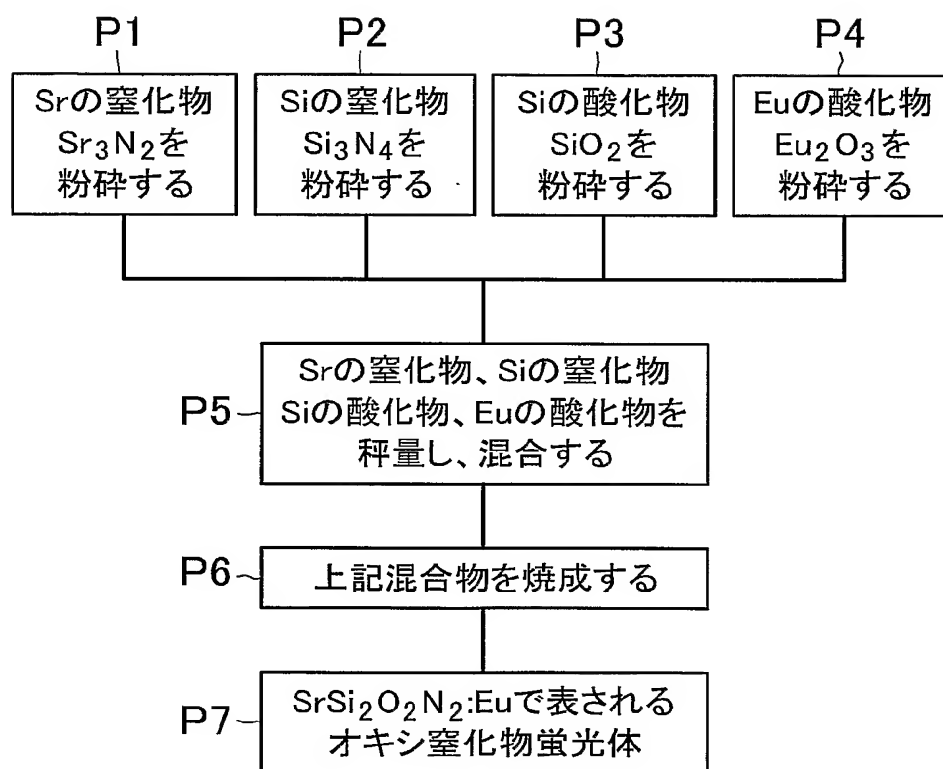 P1
P2
P3
P4
Srの窒化物
Sr₃N₂を
粉砕する
Siの窒化物
Si₃N₄を
粉砕する
Siの酸化物
SiO₂を
粉砕する
Euの酸化物
Eu₂O₃を
粉砕する
P5
Srの窒化物、Siの窒化物
Siの酸化物、Euの酸化物を
秤量し、混合する
P6
上記混合物を焼成する
P7
SrSi₂O₂N₂:Euで表される
オキシ窒化物蛍光体